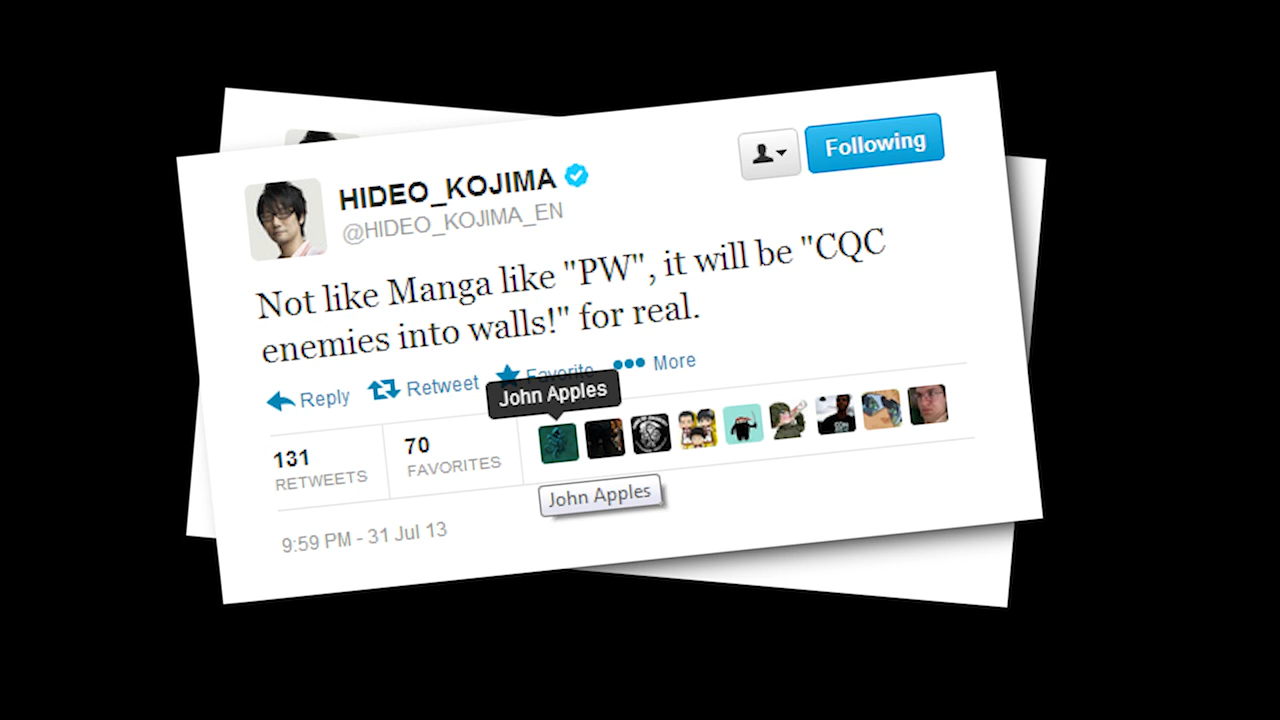 HIDEO_KOJIMA
@HIDEO_KOJIMA_EN
Following
Not like Manga like "PW", it will be "CQC
enemies into walls!" for real.
Reply Retweet Favorite More
John Apples
131
RETWEETS
70
FAVORITES
John Apples
9:59 PM - 31 Jul 13